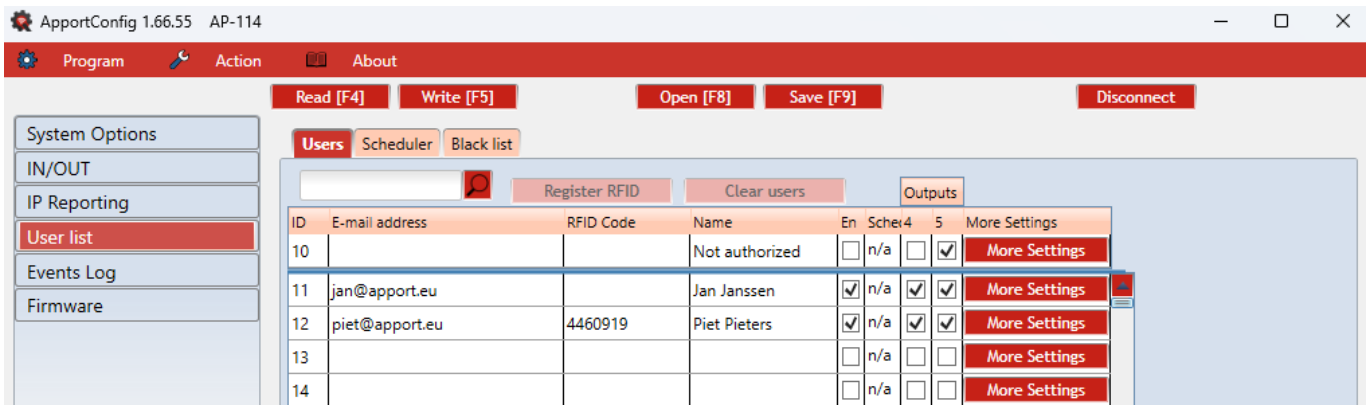 ApportConfig 1.66.55 AP-114
Program Action About
Read [F4] Write [F5] Open [F8] Save [F9] Disconnect
System Options
IN/OUT
IP Reporting
User list
Events Log
Firmware
Users Scheduler Black list
Register RFID Clear users Outputs
ID E-mail address RFID Code Name En Sche 4 5 More Settings
10 Not authorized n/a More Settings
11 jan@apport.eu Jan Janssen n/a More Settings
12 piet@apport.eu 4460919 Piet Pieters n/a More Settings
13 n/a More Settings
14 n/a More Settings